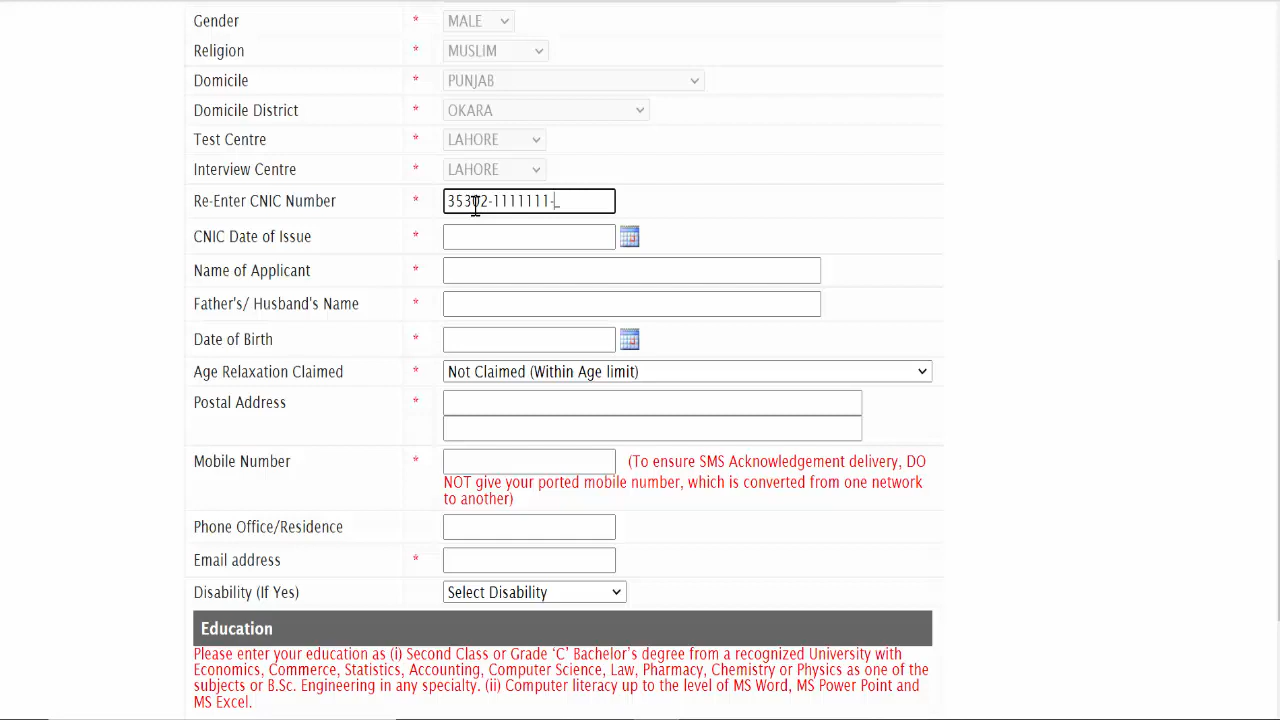 Gender * MALE
Religion * MUSLIM
Domicile * PUNJAB
Domicile District * OKARA
Test Centre * LAHORE
Interview Centre * LAHORE
Re-Enter CNIC Number * 35302-1111111-_
CNIC Date of Issue *
Name of Applicant *
Father's/ Husband's Name *
Date of Birth *
Age Relaxation Claimed * Not Claimed (Within Age limit)
Postal Address *
Mobile Number * (To ensure SMS Acknowledgement delivery, DO
NOT give your ported mobile number, which is converted from one network
to another)
Phone Office/Residence
Email address *
Disability (If Yes) Select Disability
Education
Please enter your education as (i) Second Class or Grade ‘C’ Bachelor’s degree from a recognized University with
Economics, Commerce, Statistics, Accounting, Computer Science, Law, Pharmacy, Chemistry or Physics as one of the
subjects or B.Sc. Engineering in any specialty. (ii) Computer literacy up to the level of MS Word, MS Power Point and
MS Excel.